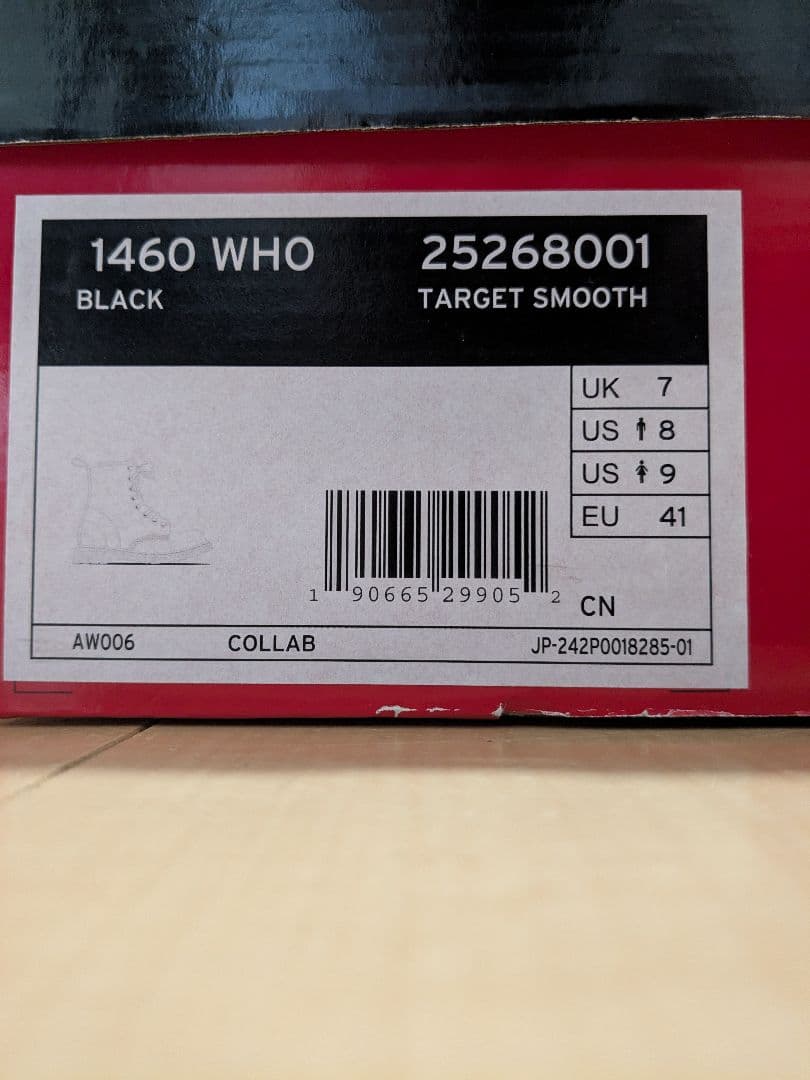 1460 WHO 25268001
BLACK TARGET SMOOTH
UK 7
US 8
US 9
EU 41
1 90665 29905 2
CN
AW006 COLLAB JP-242P0018285-01